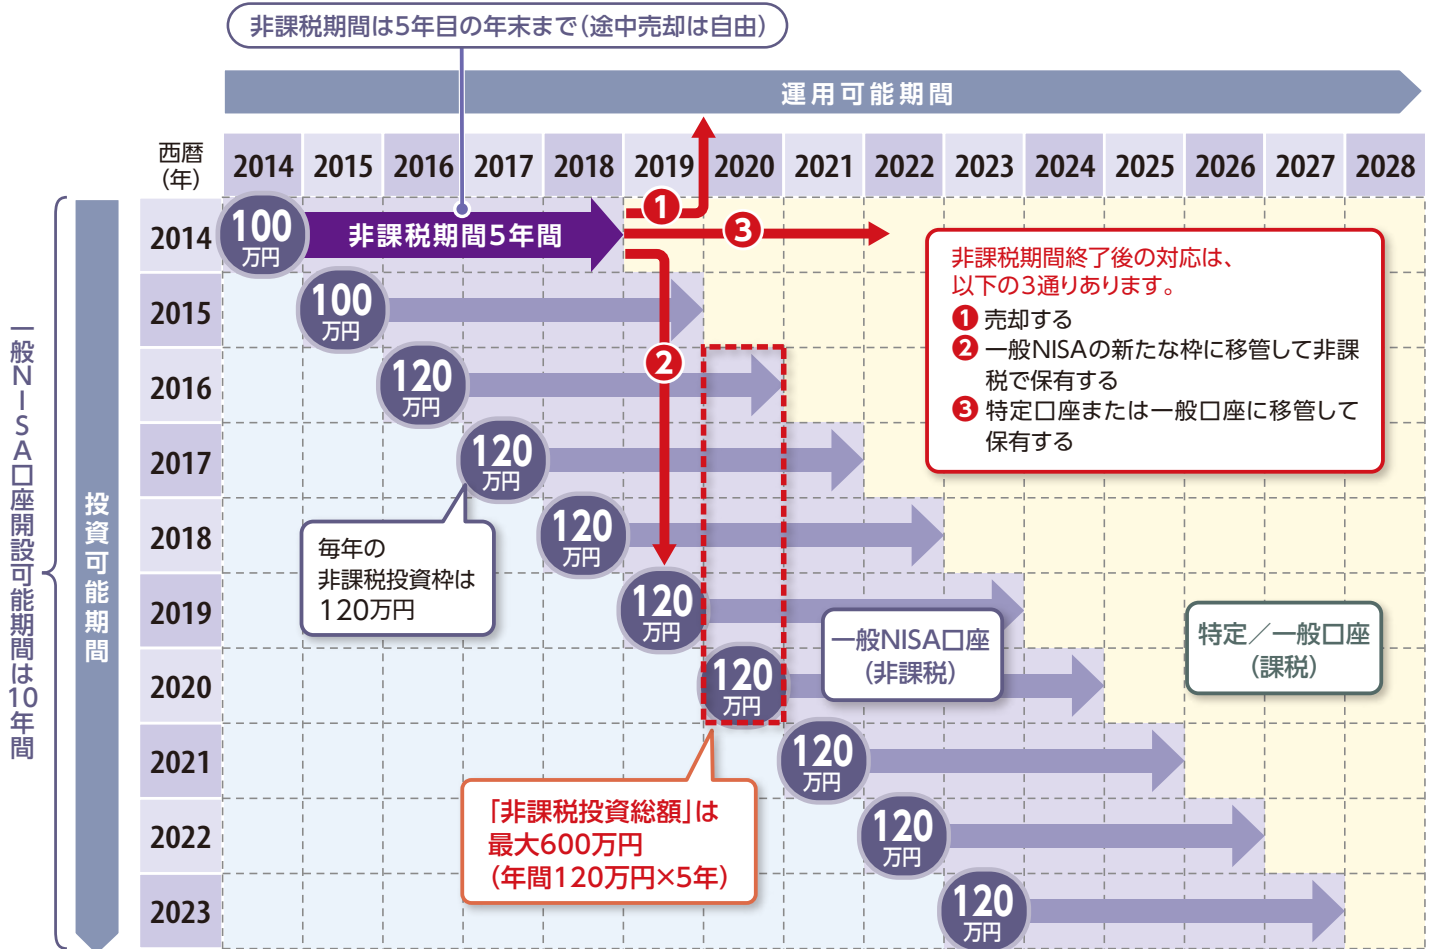 非課税期間は5年目の年末まで（途中売却は自由）
運用可能期間
西暦
（年）
2014 2015 2016 2017 2018 2019 2020 2021 2022 2023 2024 2025 2026 2027 2028
一般NISA口座開設可能期間は10年間
投資可能期間
2014
100
万円
非課税期間5年間
1
3
2015
100
万円
2016
120
万円
2
2017
120
万円
2018
120
万円
2019
120
万円
2020
120
万円
2021
120
万円
2022
120
万円
2023
120
万円
非課税期間終了後の対応は、
以下の3通りあります。
1 売却する
2 一般NISAの新たな枠に移管して非課
税で保有する
3 特定口座または一般口座に移管して
保有する
毎年の
非課税投資枠は
120万円
一般NISA口座
（非課税）
特定／一般口座
（課税）
「非課税投資総額」は
最大600万円
（年間120万円×5年）